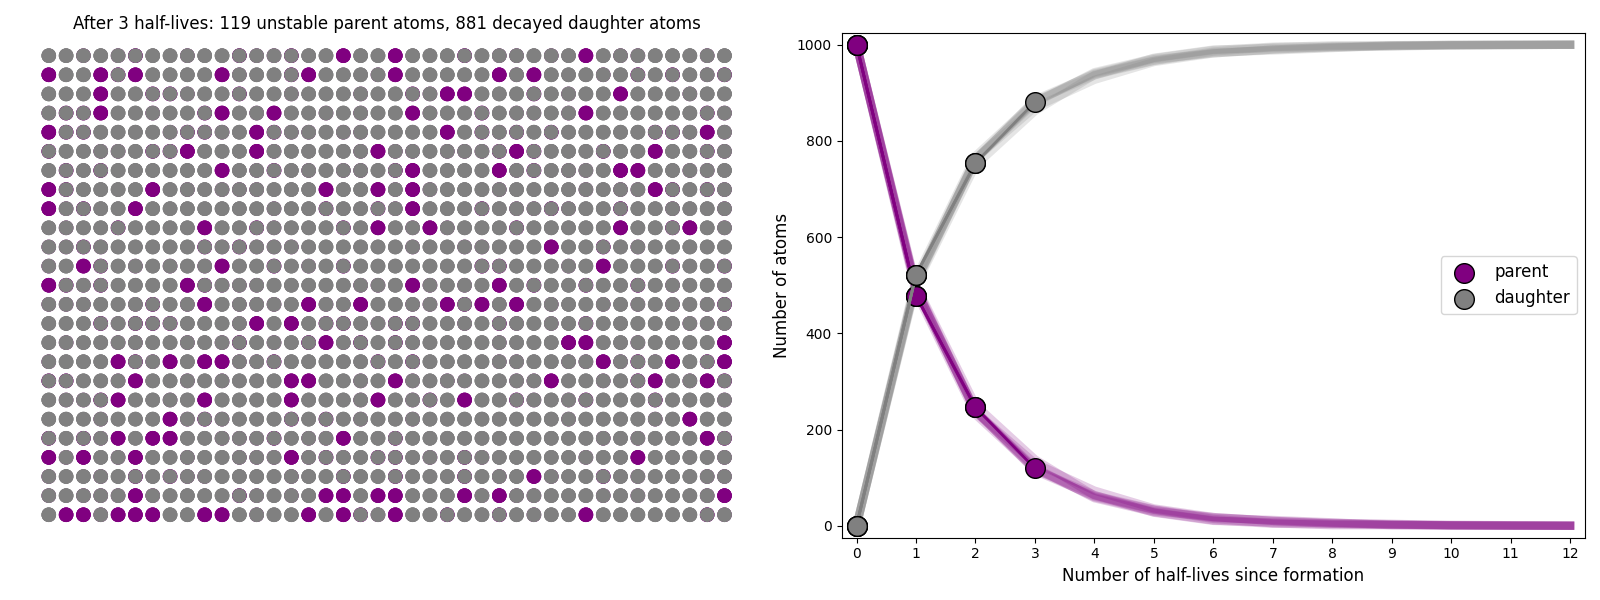 After 3 half-lives: 119 unstable parent atoms, 881 decayed daughter atoms
1000
800
600
400
200
0
Number of atoms
parent
daughter
0 1 2 3 4 5 6 7 8 9 10 11 12
Number of half-lives since formation